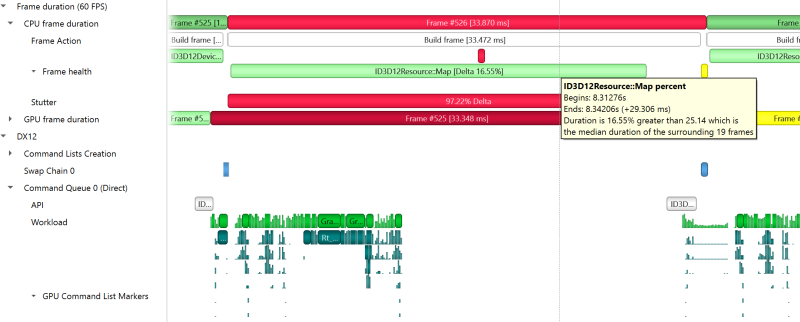 Frame duration (60 FPS)
CPU frame duration
Frame #525 [1...
Frame #526 [33.870 ms]
Frame #
Frame Action
Build frame [...
Build frame [33.472 ms]
Build fr
ID3D12Devic...
ID3D12Reso
Frame health
ID3D12Resource::Map [Delta 16.55%]
ID3D12Resource::Map percent
Begins: 8.31276s
Ends: 8.34206s (+29.306 ms)
Duration is 16.55% greater than 25.14 which is
the median duration of the surrounding 19 frames
Stutter
97.22% Delta
GPU frame duration
Frame #5...
Frame #525 [33.348 ms]
Frame #
DX12
Command Lists Creation
Swap Chain 0
Command Queue 0 (Direct)
API
ID...
ID3D...
Workload
Gra...
Gr...
GPU Command List Markers